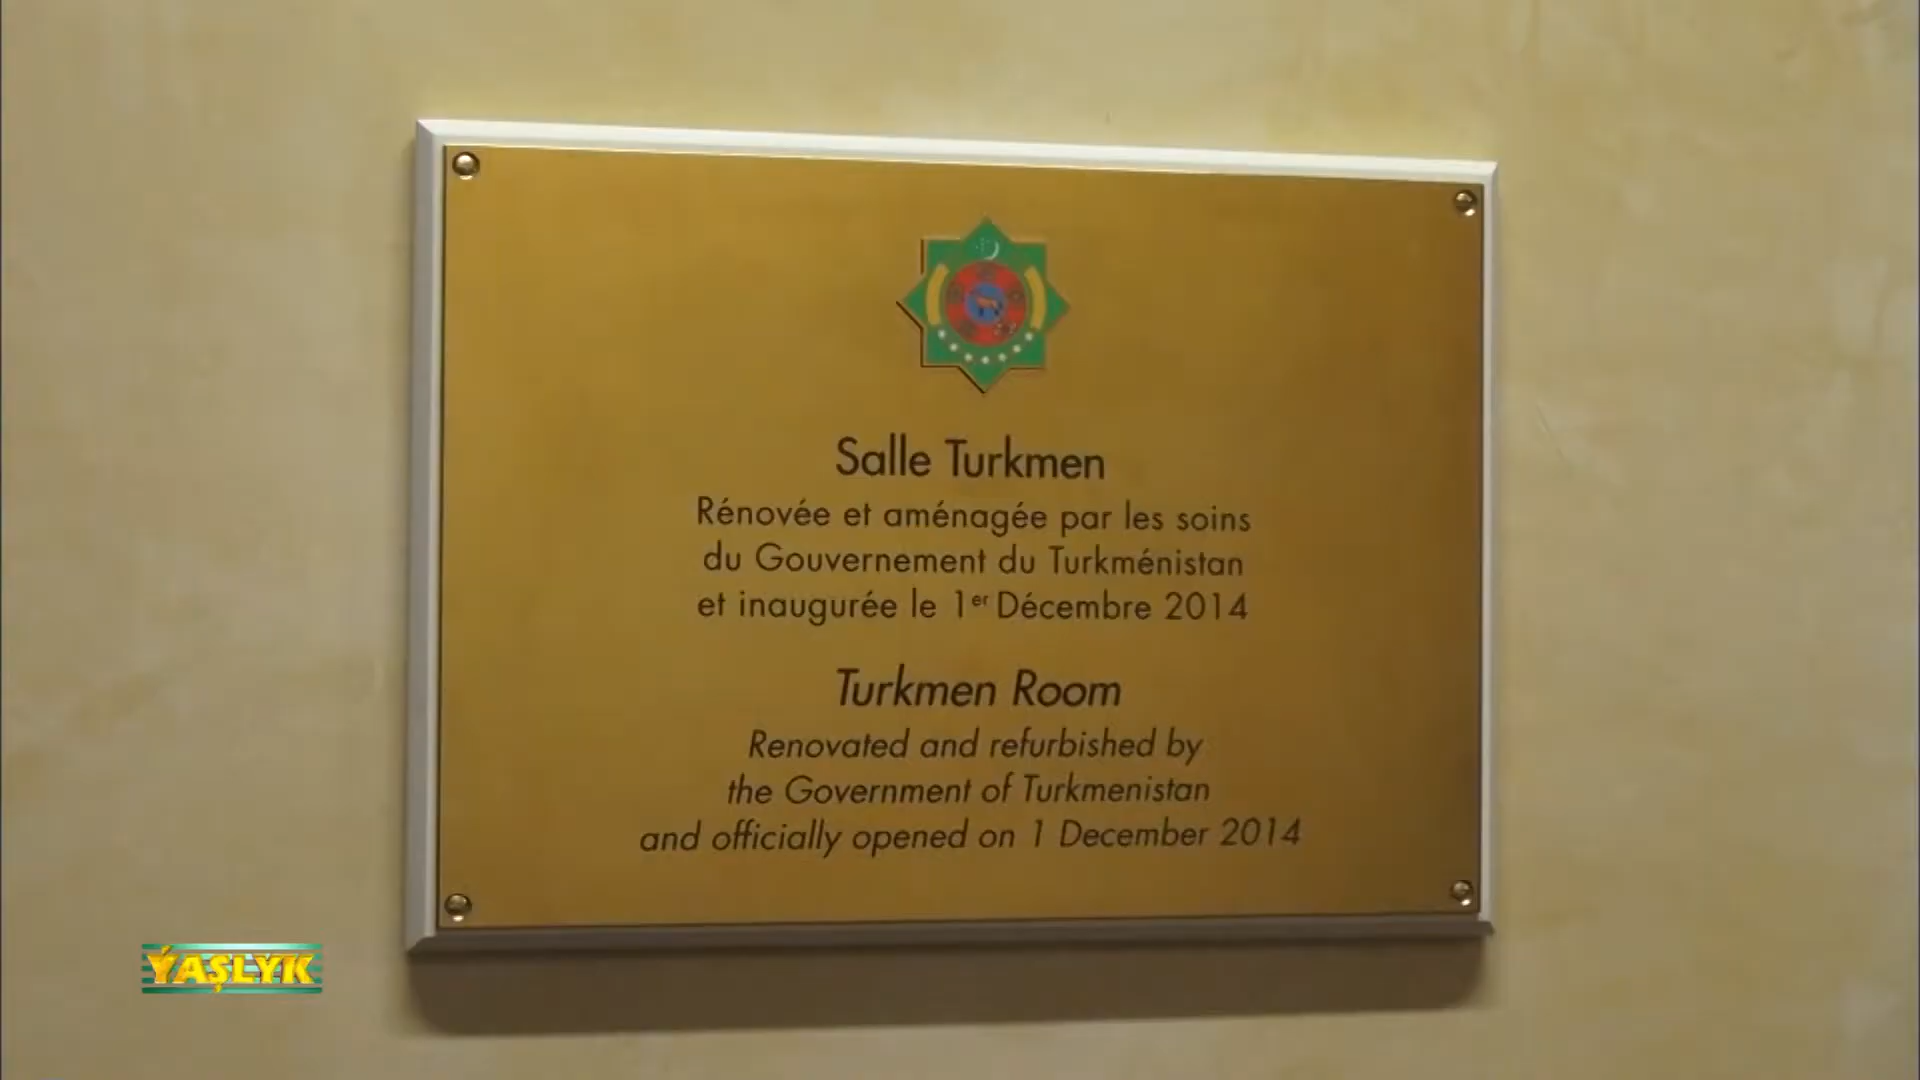 Salle Turkmen
Rénovée et aménagée par les soins
du Gouvernement du Turkménistan
et inaugurée le 1er Décembre 2014
Turkmen Room
Renovated and refurbished by
the Government of Turkmenistan
and officially opened on 1 December 2014
ÝAŞLYK